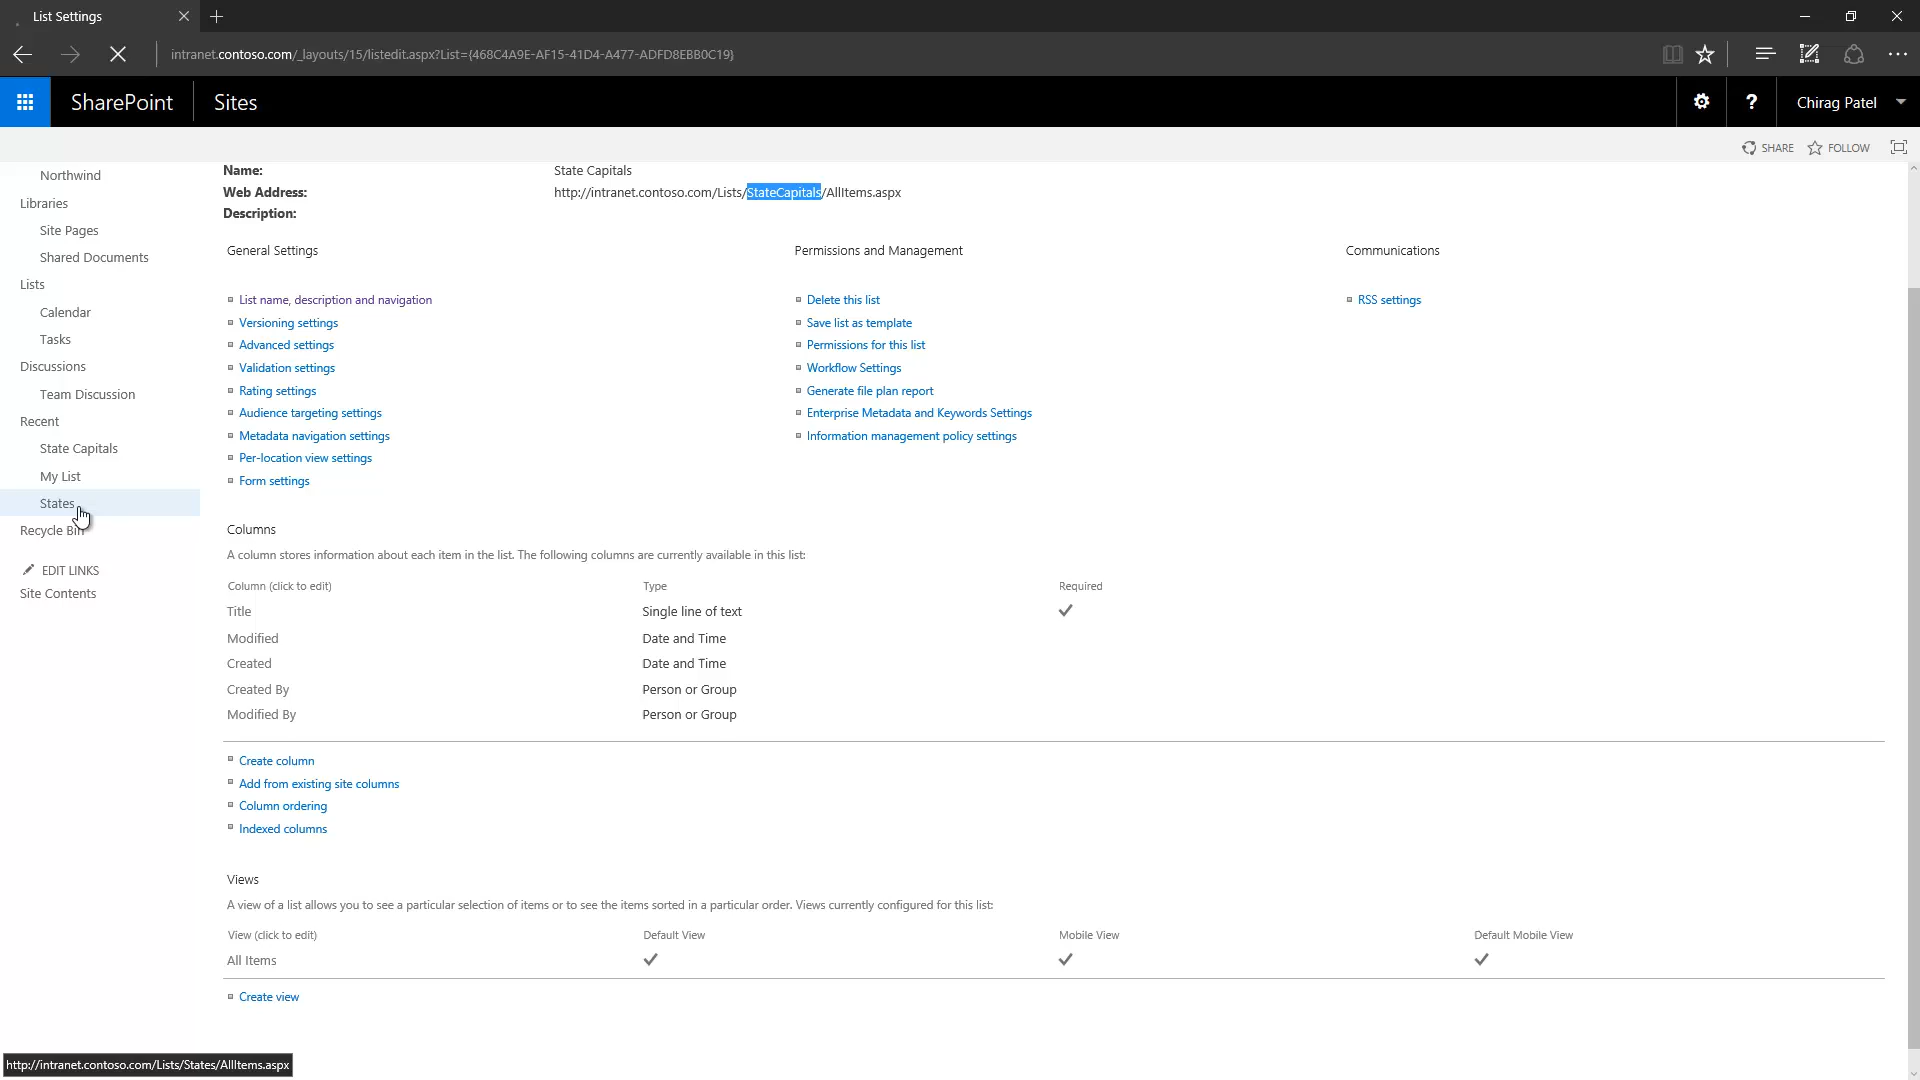 List Settings
intranet.contoso.com/_layouts/15/listedit.aspx?List={468C4A9E-AF15-41D4-A477-ADFD8EBB0C19}
SharePoint Sites ? Chirag Patel
SHARE FOLLOW
Northwind
Libraries
Site Pages
Shared Documents
Lists
Calendar
Tasks
Discussions
Team Discussion
Recent
State Capitals
My List
States
Recycle Bin
EDIT LINKS
Site Contents
Name: State Capitals
Web Address: http://intranet.contoso.com/Lists/StateCapitals/AllItems.aspx
Description:
General Settings
List name, description and navigation
Versioning settings
Advanced settings
Validation settings
Rating settings
Audience targeting settings
Metadata navigation settings
Per-location view settings
Form settings
Permissions and Management
Delete this list
Save list as template
Permissions for this list
Workflow Settings
Generate file plan report
Enterprise Metadata and Keywords Settings
Information management policy settings
Communications
RSS settings
Columns
A column stores information about each item in the list. The following columns are currently available in this list:
Column (click to edit) Type Required
Title Single line of text
Modified Date and Time
Created Date and Time
Created By Person or Group
Modified By Person or Group
Create column
Add from existing site columns
Column ordering
Indexed columns
Views
A view of a list allows you to see a particular selection of items or to see the items sorted in a particular order. Views currently configured for this list:
View (click to edit) Default View Mobile View Default Mobile View
All Items
Create view
http://intranet.contoso.com/Lists/States/AllItems.aspx